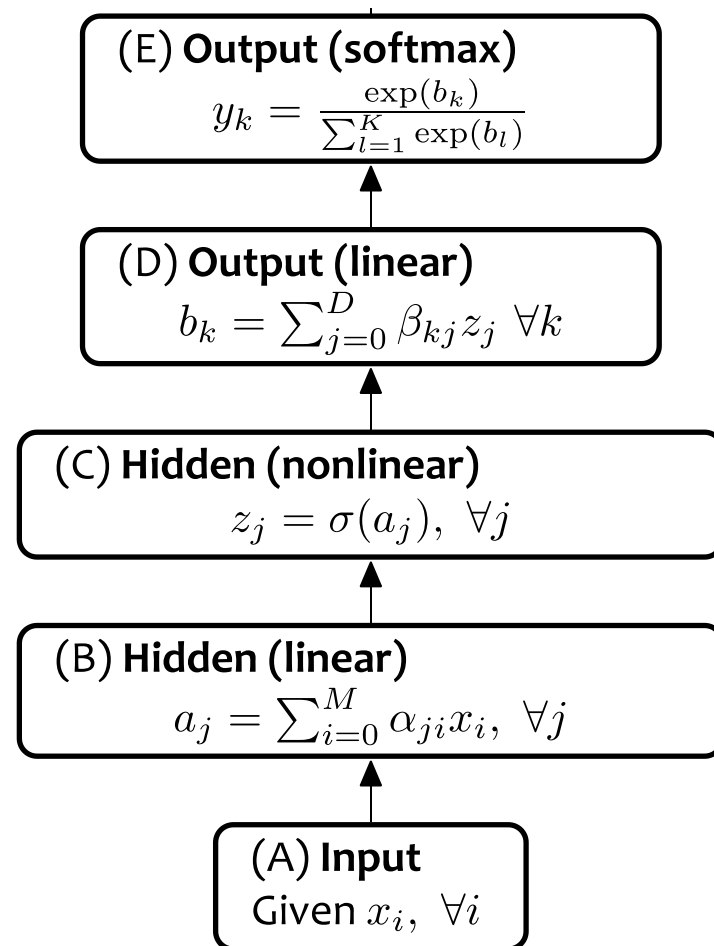 (E) Output (softmax)
y_k = exp(b_k) / ∑_{l=1}^{K} exp(b_l)
(D) Output (linear)
b_k = ∑_{j=0}^{D} β_{kj} z_j ∀k
(C) Hidden (nonlinear)
z_j = σ(a_j), ∀j
(B) Hidden (linear)
a_j = ∑_{i=0}^{M} α_{ji} x_i, ∀j
(A) Input
Given x_i, ∀i